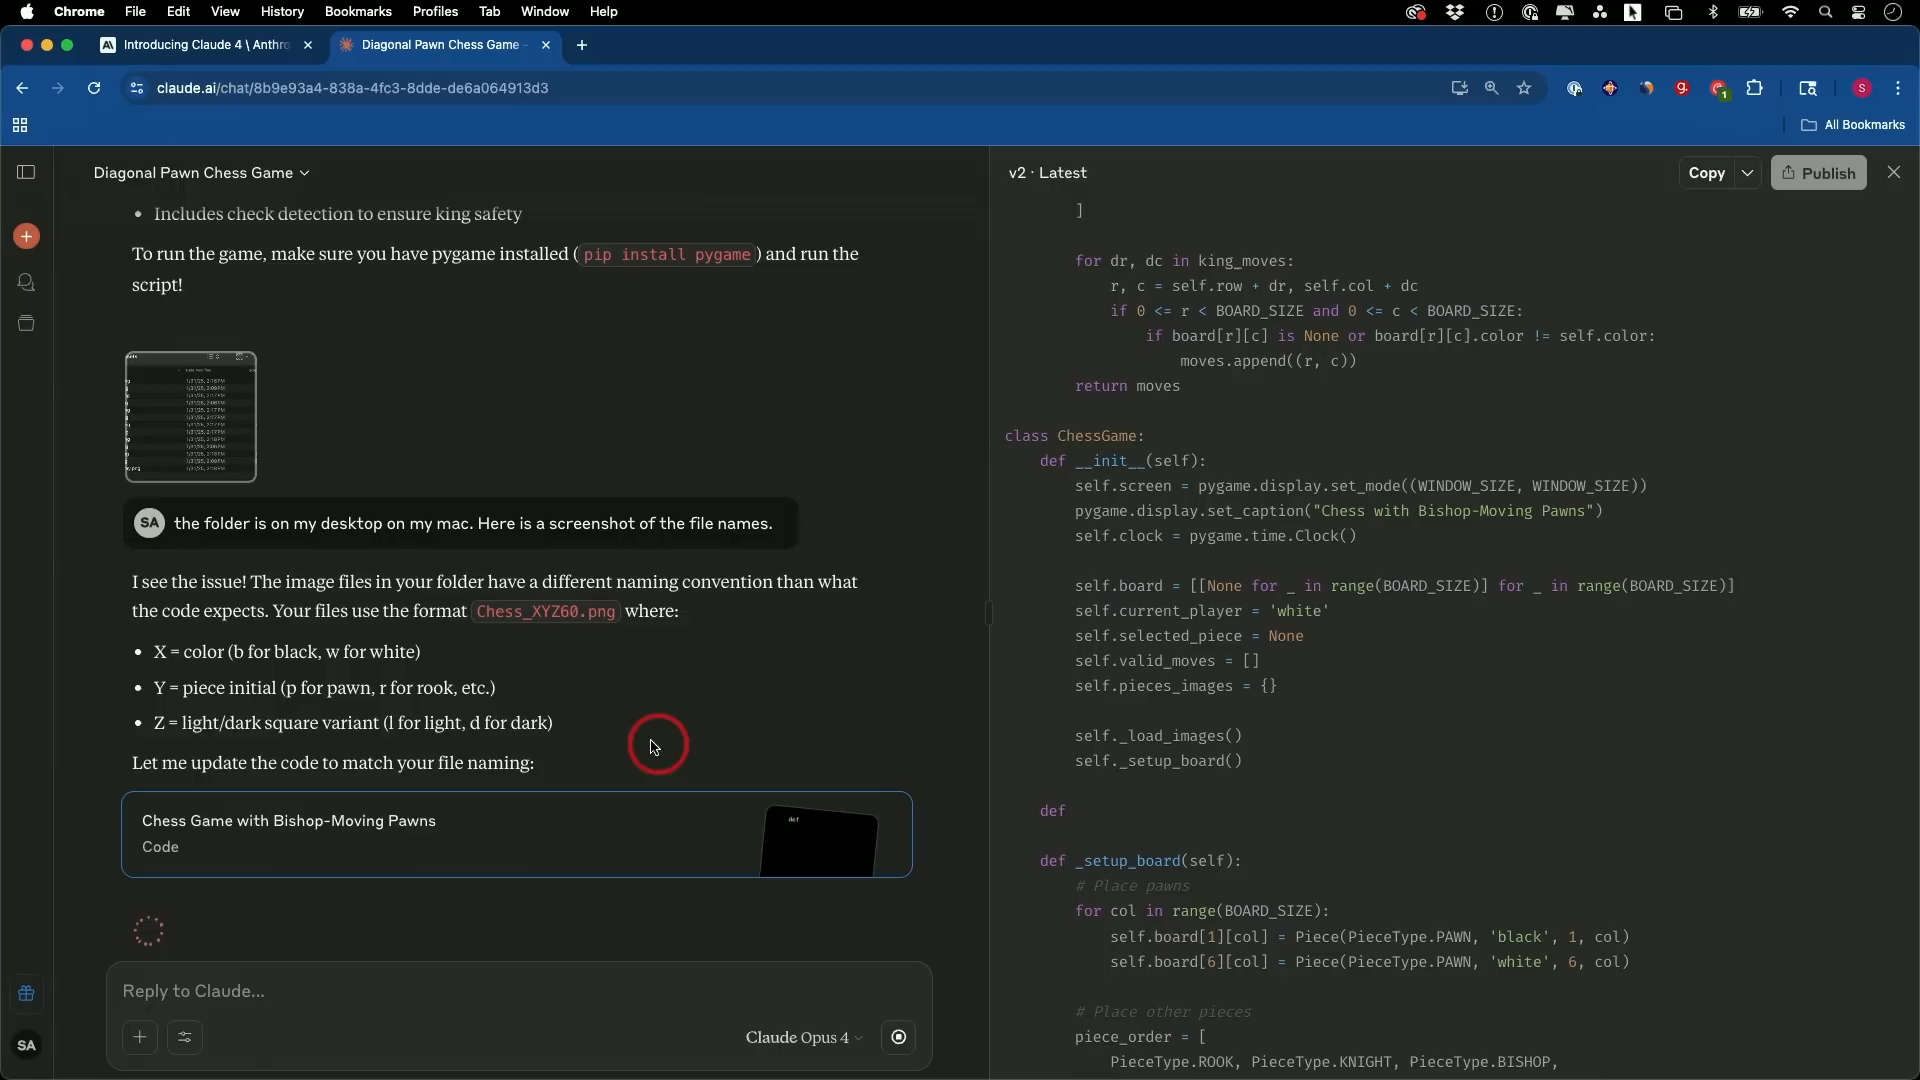 Chrome File Edit View History Bookmarks Profiles Tab Window Help
Introducing Claude 4 \ Anthro
Diagonal Pawn Chess Game -
claude.ai/chat/8b9e93a4-838a-4fc3-8dde-de6a064913d3
All Bookmarks
Diagonal Pawn Chess Game
• Includes check detection to ensure king safety
To run the game, make sure you have pygame installed (pip install pygame) and run the
script!
SA the folder is on my desktop on my mac. Here is a screenshot of the file names.
I see the issue! The image files in your folder have a different naming convention than what
the code expects. Your files use the format Chess_XYZ60.png where:
• X = color (b for black, w for white)
• Y = piece initial (p for pawn, r for rook, etc.)
• Z = light/dark square variant (l for light, d for dark)
Let me update the code to match your file naming:
Chess Game with Bishop-Moving Pawns
Code
def
Reply to Claude...
Claude Opus 4
SA
v2 · Latest
Copy
Publish
]
for dr, dc in king_moves:
r, c = self.row + dr, self.col + dc
if 0 <= r < BOARD_SIZE and 0 <= c < BOARD_SIZE:
if board[r][c] is None or board[r][c].color != self.color:
moves.append((r, c))
return moves
class ChessGame:
def __init__(self):
self.screen = pygame.display.set_mode((WINDOW_SIZE, WINDOW_SIZE))
pygame.display.set_caption("Chess with Bishop-Moving Pawns")
self.clock = pygame.time.Clock()
self.board = [[None for _ in range(BOARD_SIZE)] for _ in range(BOARD_SIZE)]
self.current_player = 'white'
self.selected_piece = None
self.valid_moves = []
self.pieces_images = {}
self._load_images()
self._setup_board()
def
def _setup_board(self):
# Place pawns
for col in range(BOARD_SIZE):
self.board[1][col] = Piece(PieceType.PAWN, 'black', 1, col)
self.board[6][col] = Piece(PieceType.PAWN, 'white', 6, col)
# Place other pieces
piece_order = [
PieceType.ROOK, PieceType.KNIGHT, PieceType.BISHOP,